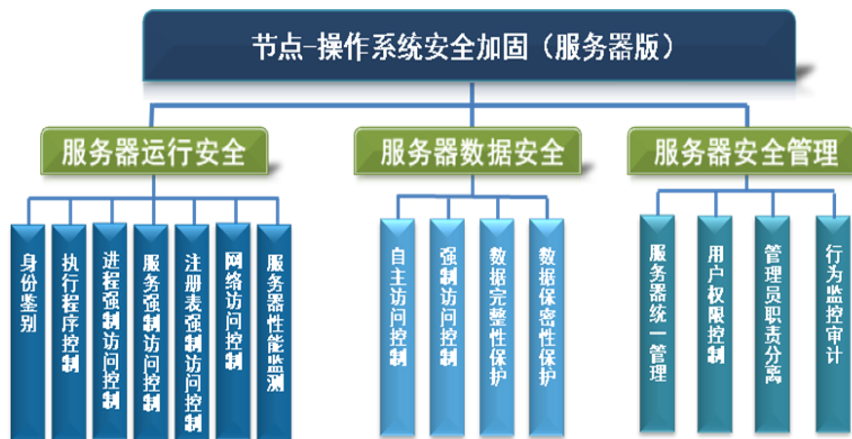 节点-操作系统安全加固（服务器版）
服务器运行安全
服务器数据安全
服务器安全管理
身份鉴别
执行程序控制
进程强制访问控制
服务强制访问控制
注册表强制访问控制
网络访问控制
服务器性能监测
自主访问控制
强制访问控制
数据完整性保护
数据保密性保护
服务器统一管理
用户权限控制
管理员职责分离
行为监控审计